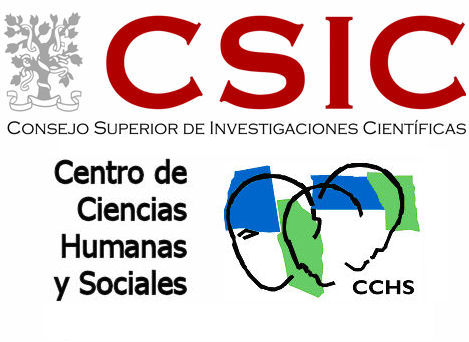 CSIC
CONSEJO SUPERIOR DE INVESTIGACIONES CIENTÍFICAS
Centro de
Ciencias
Humanas
y Sociales
CCHS